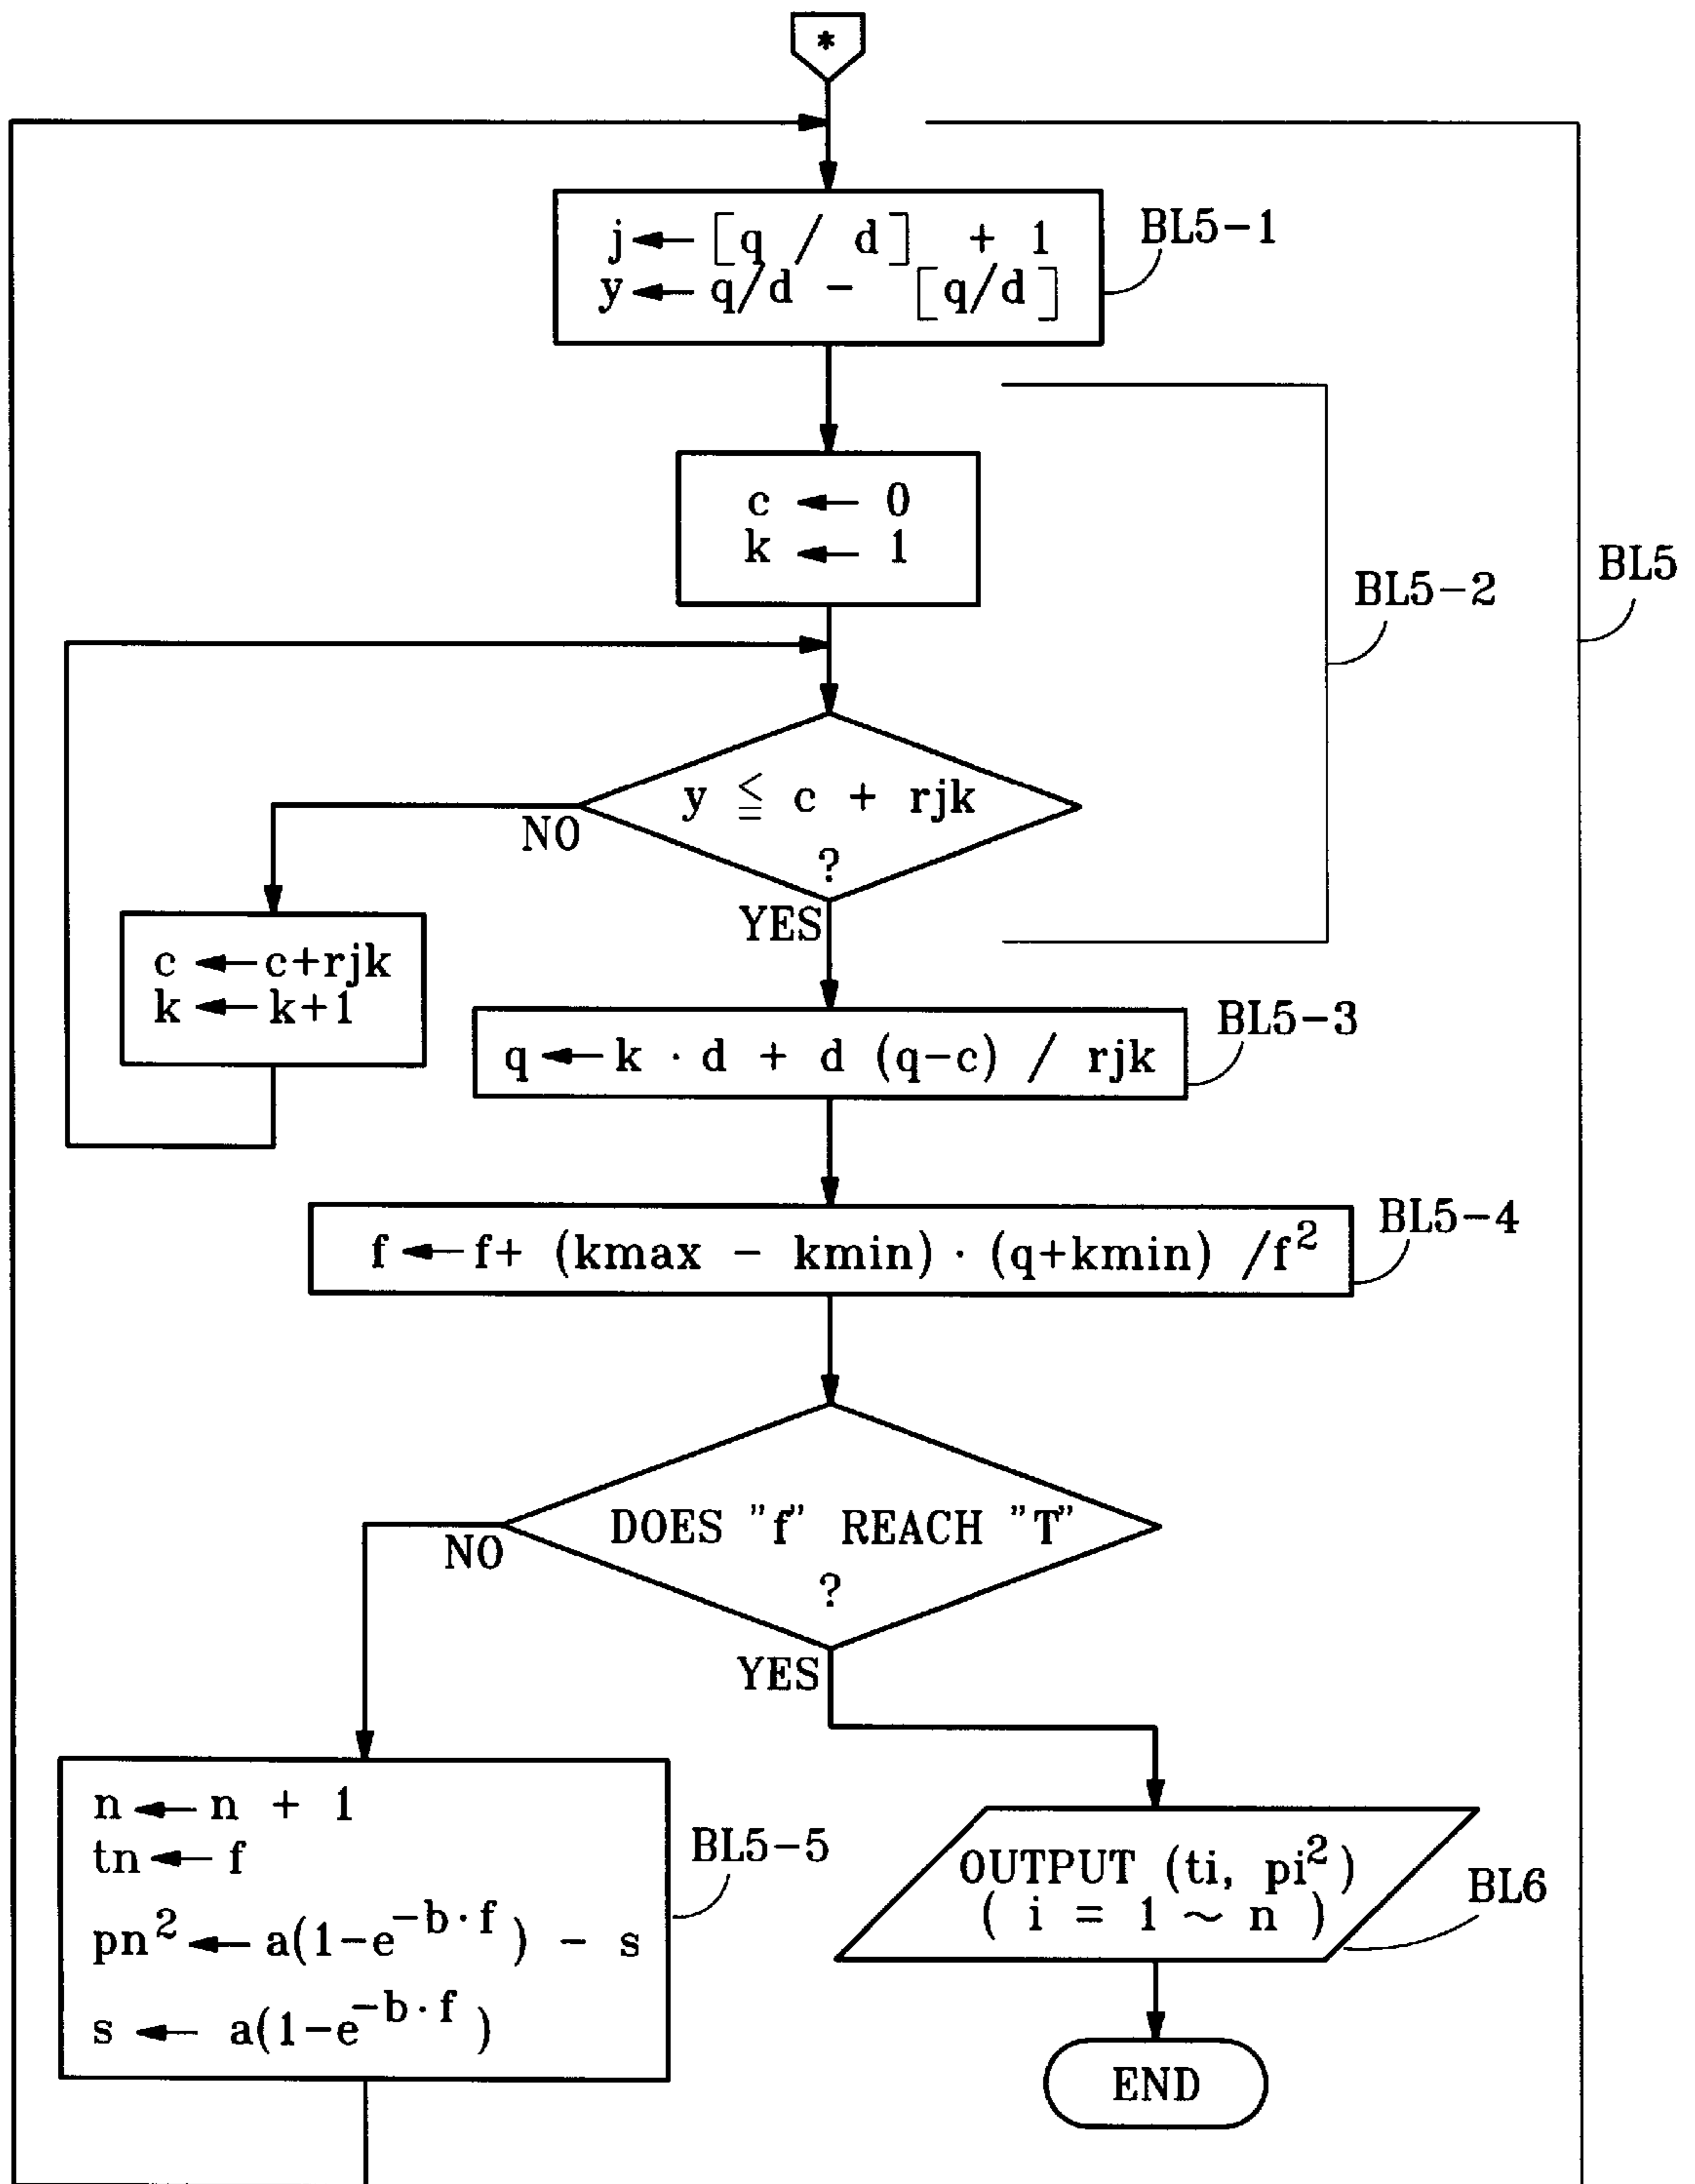 *
j ← [q / d] + 1
y ← q/d - [q/d]
BL5-1
c ← 0
k ← 1
BL5-2
BL5
y ≦ c + rjk
?
NO
YES
c ← c+rjk
k ← k+1
q ← k · d + d (q-c) / rjk
BL5-3
f ← f+ (kmax - kmin) · (q+kmin) /f²
BL5-4
DOES "f" REACH "T"
?
NO
YES
n ← n + 1
tn ← f
pn² ← a(1-e^-b·f) - s
s ← a(1-e^-b·f)
BL5-5
OUTPUT (ti, pi²)
( i = 1 ~ n )
BL6
END